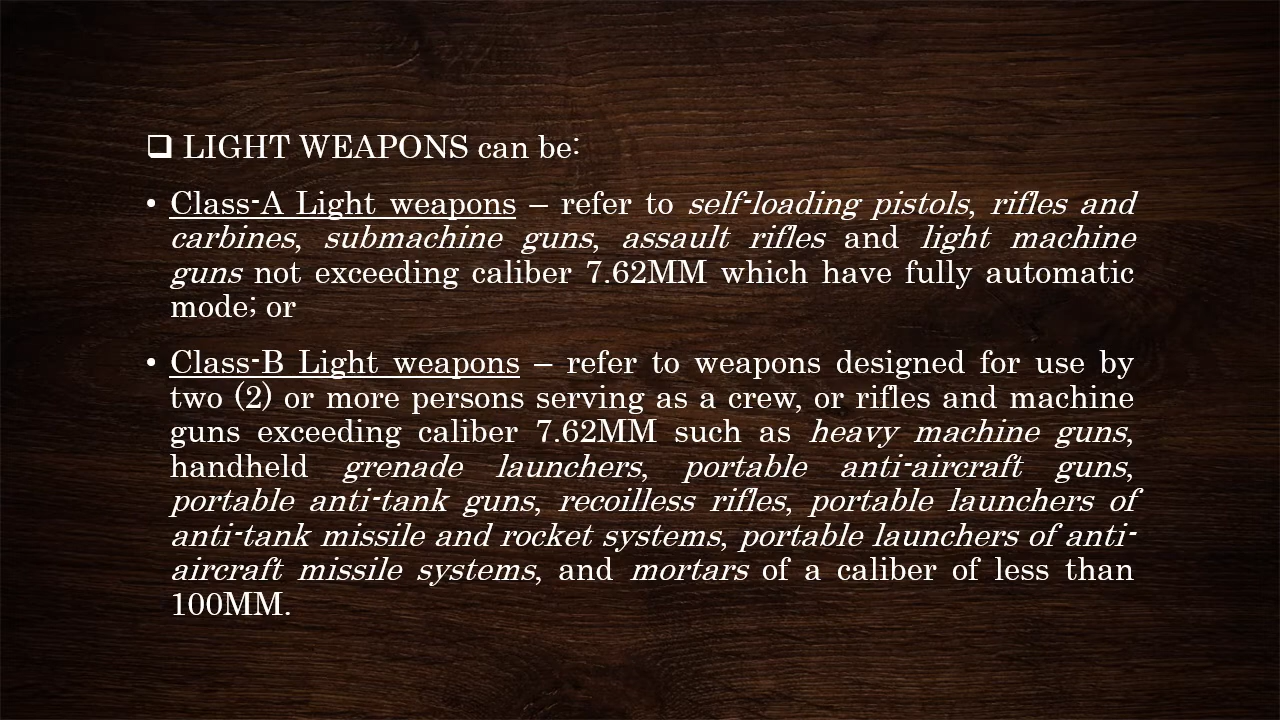 ❑ LIGHT WEAPONS can be:
• Class-A Light weapons – refer to self-loading pistols, rifles and
carbines, submachine guns, assault rifles and light machine
guns not exceeding caliber 7.62MM which have fully automatic
mode; or
• Class-B Light weapons – refer to weapons designed for use by
two (2) or more persons serving as a crew, or rifles and machine
guns exceeding caliber 7.62MM such as heavy machine guns,
handheld grenade launchers, portable anti-aircraft guns,
portable anti-tank guns, recoilless rifles, portable launchers of
anti-tank missile and rocket systems, portable launchers of anti-
aircraft missile systems, and mortars of a caliber of less than
100MM.